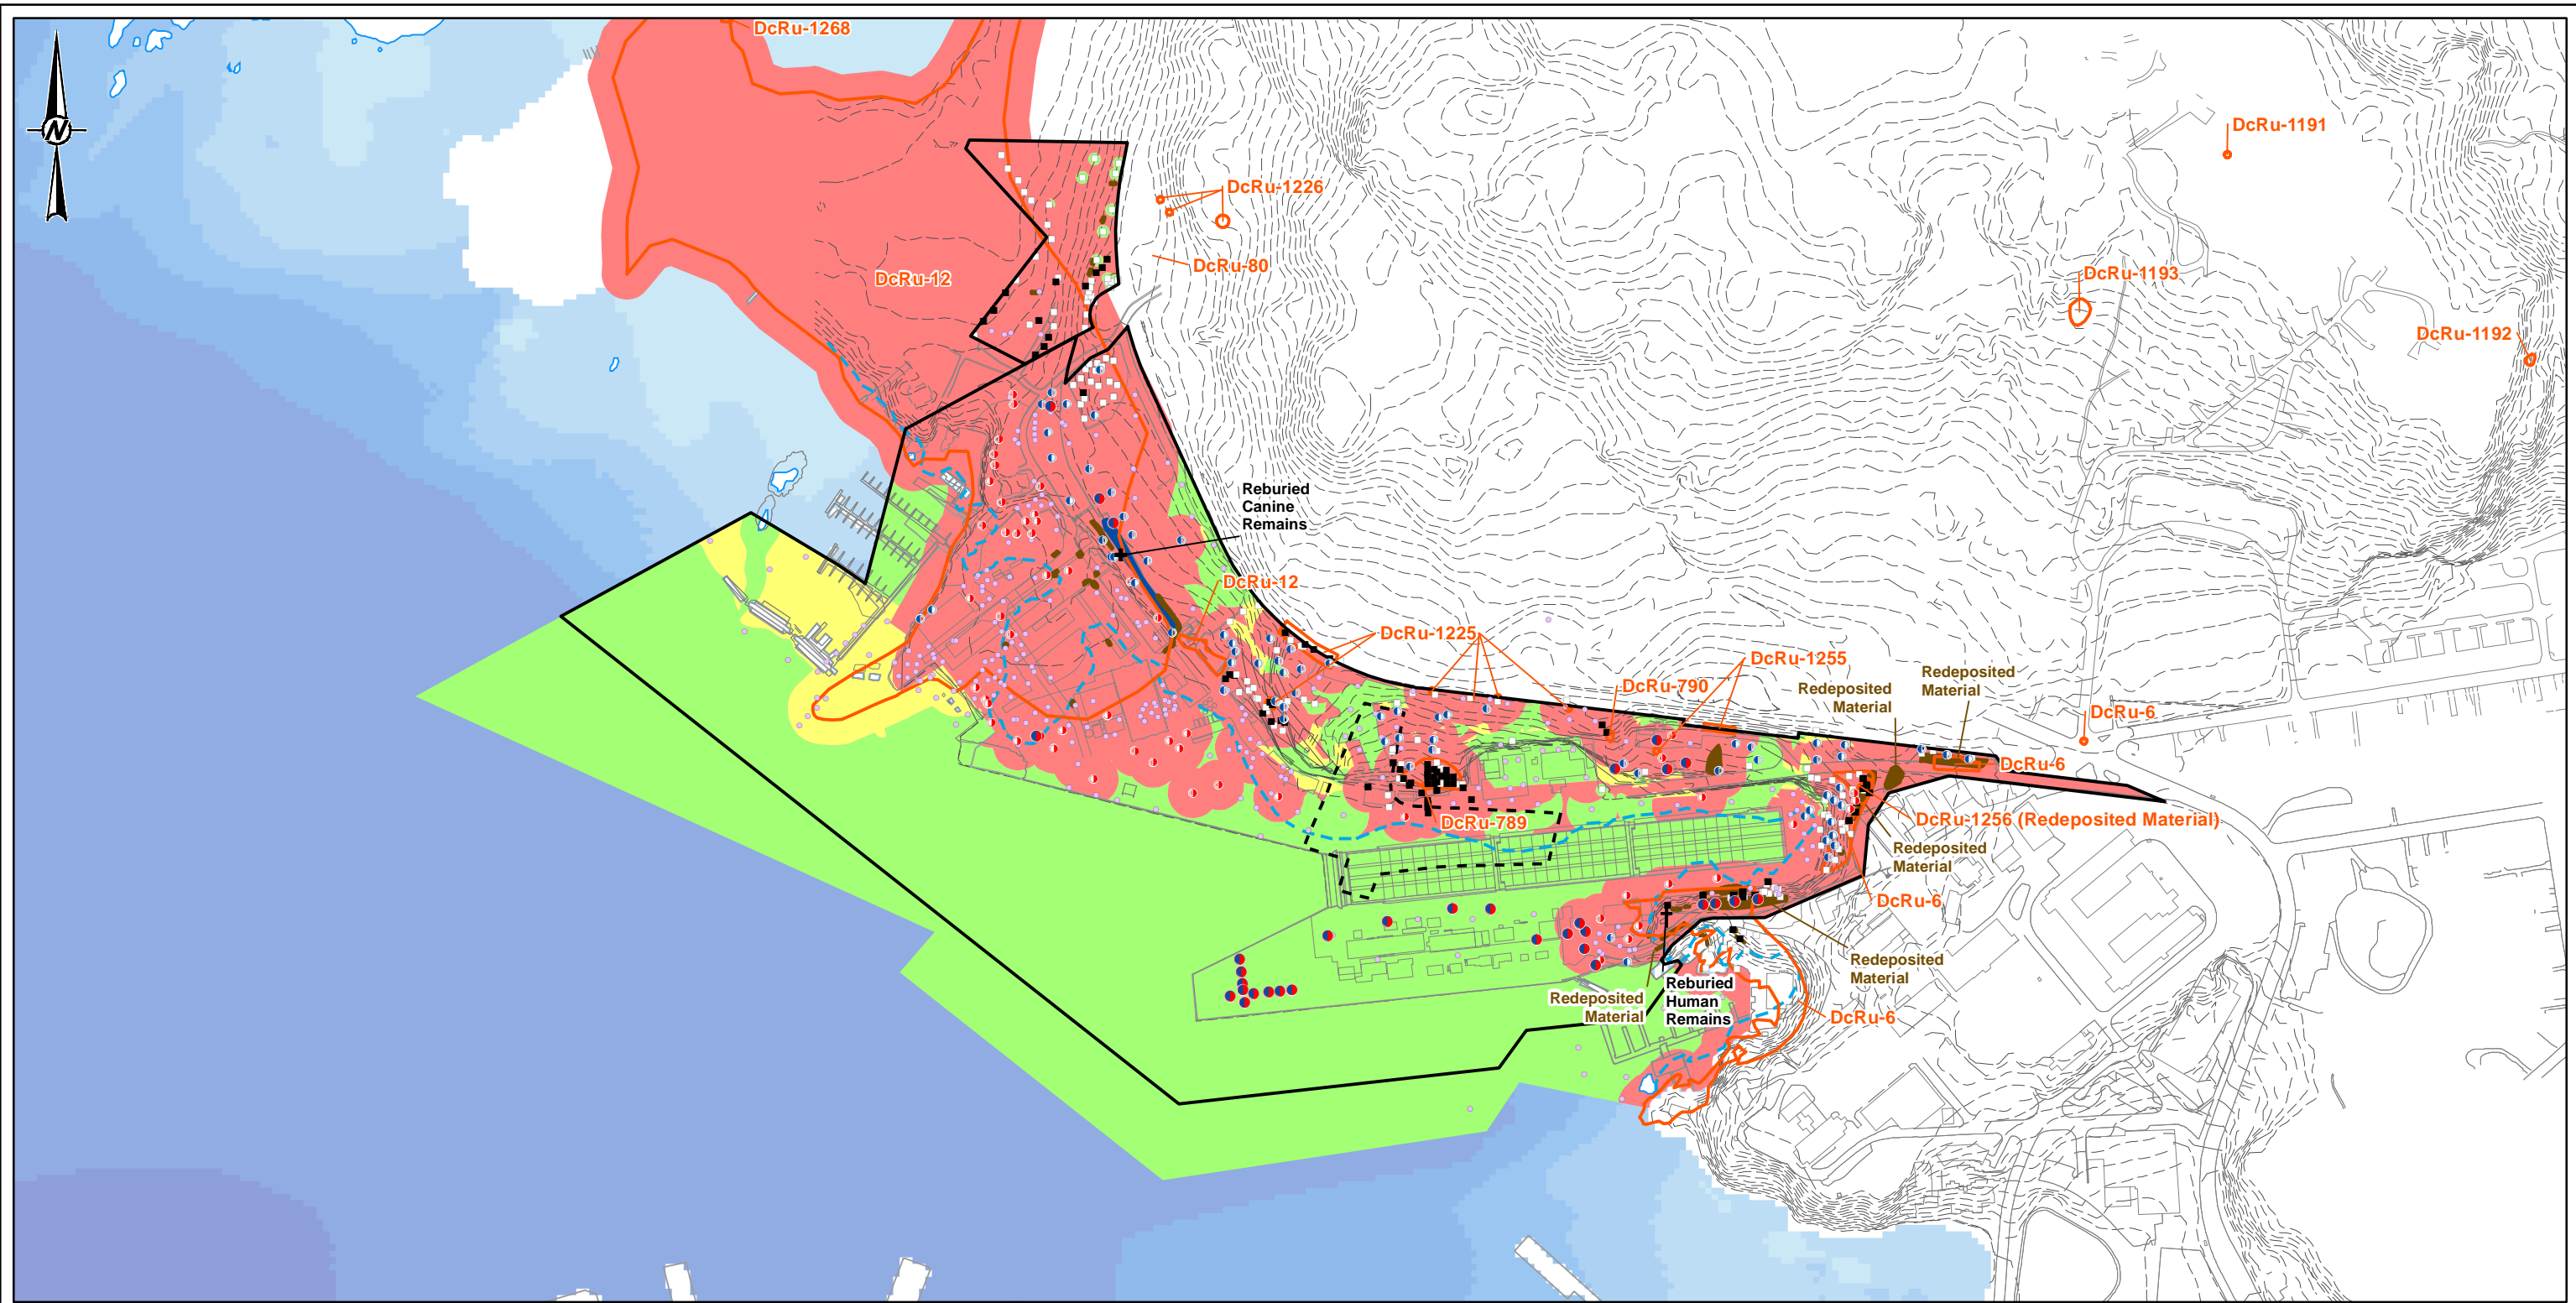 DcRu-1268
N
DcRu-1191
DcRu-1226
DcRu-80
DcRu-12
DcRu-1193
DcRu-1192
Reburied
Canine
Remains
DcRu-12
DcRu-1225
DcRu-1255
DcRu-790
Redeposited
Material
Redeposited
Material
DcRu-6
DcRu-6
DcRu-789
DcRu-1256 (Redeposited Material)
Redeposited
Material
DcRu-6
Redeposited
Material
Redeposited
Material
Reburied
Human
Remains
DcRu-6